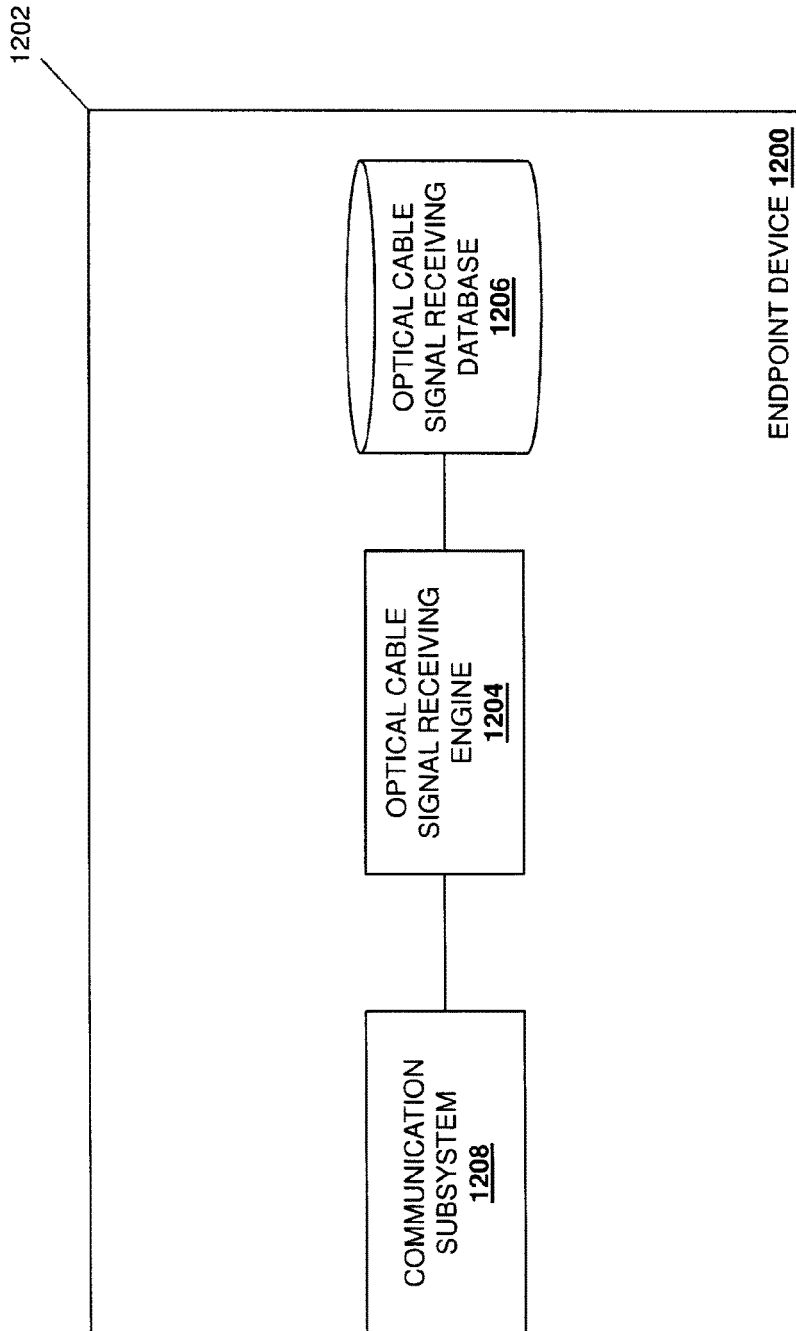 1202
COMMUNICATION
SUBSYSTEM
1208
OPTICAL CABLE
SIGNAL RECEIVING
ENGINE
1204
OPTICAL CABLE
SIGNAL RECEIVING
DATABASE
1206
ENDPOINT DEVICE 1200